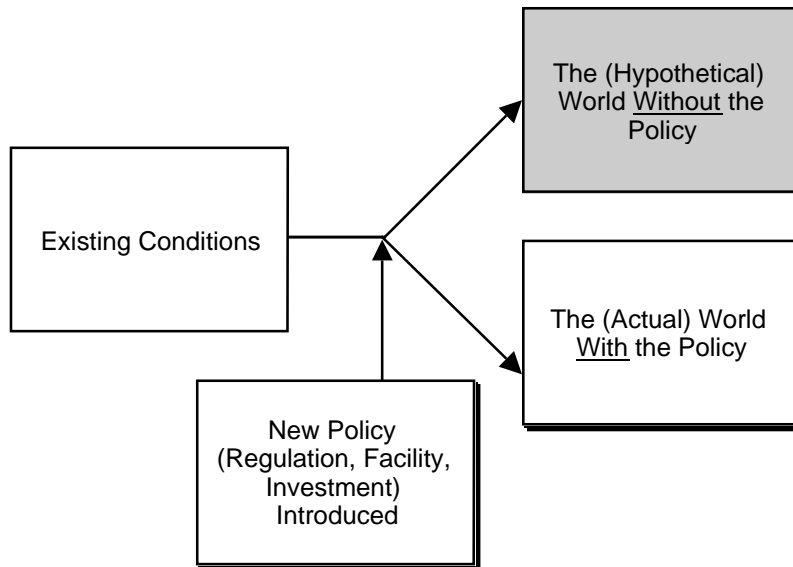 The (Hypothetical)
World Without the
Policy
Existing Conditions
The (Actual) World
With the Policy
New Policy
(Regulation, Facility,
Investment)
Introduced